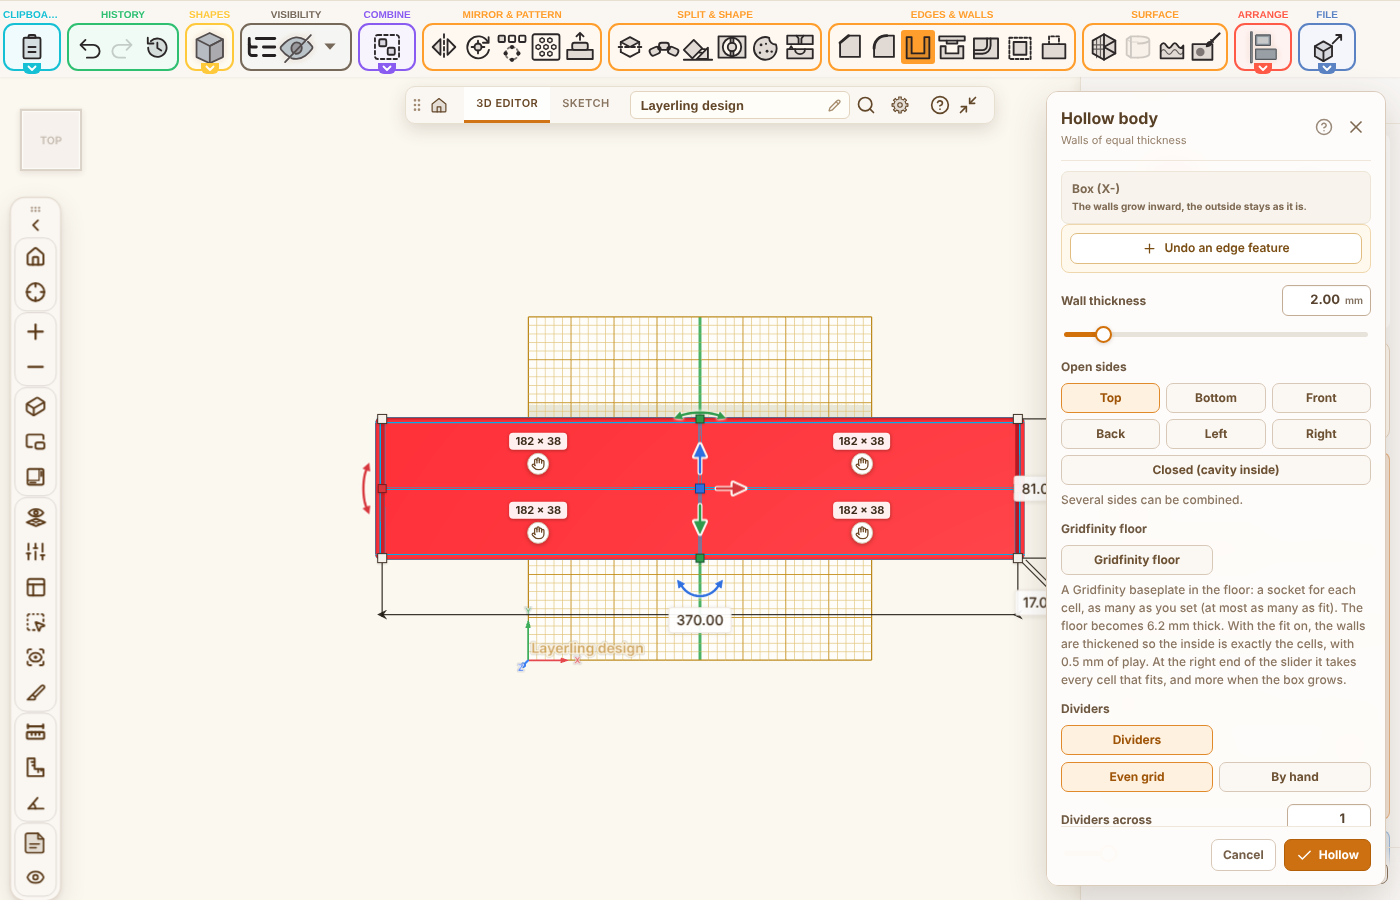 CLIPBOA...
HISTORY
SHAPES
VISIBILITY
COMBINE
MIRROR & PATTERN
SPLIT & SHAPE
EDGES & WALLS
SURFACE
ARRANGE
FILE
3D EDITOR
SKETCH
Layerling design
TOP
Hollow body
Walls of equal thickness
Box (X-)
The walls grow inward, the outside stays as it is.
Undo an edge feature
Wall thickness
2.00 mm
Open sides
Top
Bottom
Front
Back
Left
Right
Closed (cavity inside)
Several sides can be combined.
Gridfinity floor
Gridfinity floor
A Gridfinity baseplate in the floor: a socket for each
cell, as many as you set (at most as many as fit). The
floor becomes 6.2 mm thick. With the fit on, the walls
are thickened so the inside is exactly the cells, with
0.5 mm of play. At the right end of the slider it takes
every cell that fits, and more when the box grows.
Dividers
Dividers
Even grid
By hand
Dividers across
1
Cancel
Hollow
182 × 38
182 × 38
182 × 38
182 × 38
81.0
17.0
370.00
Y
Layerling design
X
Z